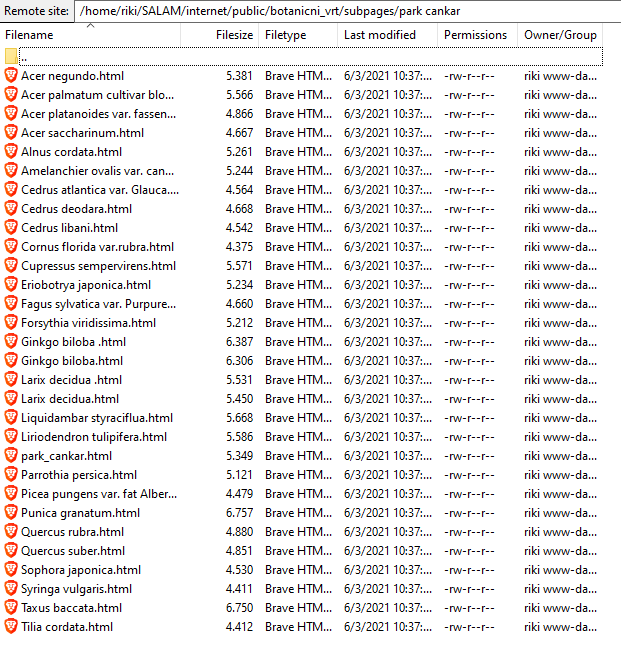 Remote site: /home/riki/SALAM/internet/public/botanicni_vrt/subpages/park cankar
Filename Filesize Filetype Last modified Permissions Owner/Group
..
Acer negundo.html 5.381 Brave HTM... 6/3/2021 10:37:... -rw-r--r-- riki www-da...
Acer palmatum cultivar blo... 5.566 Brave HTM... 6/3/2021 10:37:... -rw-r--r-- riki www-da...
Acer platanoides var. fassen... 4.866 Brave HTM... 6/3/2021 10:37:... -rw-r--r-- riki www-da...
Acer saccharinum.html 4.667 Brave HTM... 6/3/2021 10:37:... -rw-r--r-- riki www-da...
Alnus cordata.html 5.261 Brave HTM... 6/3/2021 10:37:... -rw-r--r-- riki www-da...
Amelanchier ovalis var. can... 5.244 Brave HTM... 6/3/2021 10:37:... -rw-r--r-- riki www-da...
Cedrus atlantica var. Glauca.... 4.564 Brave HTM... 6/3/2021 10:37:... -rw-r--r-- riki www-da...
Cedrus deodara.html 4.668 Brave HTM... 6/3/2021 10:37:... -rw-r--r-- riki www-da...
Cedrus libani.html 4.542 Brave HTM... 6/3/2021 10:37:... -rw-r--r-- riki www-da...
Cornus florida var.rubra.html 4.375 Brave HTM... 6/3/2021 10:37:... -rw-r--r-- riki www-da...
Cupressus sempervirens.html 5.571 Brave HTM... 6/3/2021 10:37:... -rw-r--r-- riki www-da...
Eriobotrya japonica.html 5.234 Brave HTM... 6/3/2021 10:37:... -rw-r--r-- riki www-da...
Fagus sylvatica var. Purpure... 4.660 Brave HTM... 6/3/2021 10:37:... -rw-r--r-- riki www-da...
Forsythia viridissima.html 5.212 Brave HTM... 6/3/2021 10:37:... -rw-r--r-- riki www-da...
Ginkgo biloba .html 6.387 Brave HTM... 6/3/2021 10:37:... -rw-r--r-- riki www-da...
Ginkgo biloba.html 6.306 Brave HTM... 6/3/2021 10:37:... -rw-r--r-- riki www-da...
Larix decidua .html 5.531 Brave HTM... 6/3/2021 10:37:... -rw-r--r-- riki www-da...
Larix decidua.html 5.450 Brave HTM... 6/3/2021 10:37:... -rw-r--r-- riki www-da...
Liquidambar styraciflua.html 5.668 Brave HTM... 6/3/2021 10:37:... -rw-r--r-- riki www-da...
Liriodendron tulipifera.html 5.586 Brave HTM... 6/3/2021 10:37:... -rw-r--r-- riki www-da...
park_cankar.html 5.349 Brave HTM... 6/3/2021 10:37:... -rw-r--r-- riki www-da...
Parrothia persica.html 5.121 Brave HTM... 6/3/2021 10:37:... -rw-r--r-- riki www-da...
Picea pungens var. fat Alber... 4.479 Brave HTM... 6/3/2021 10:37:... -rw-r--r-- riki www-da...
Punica granatum.html 6.757 Brave HTM... 6/3/2021 10:37:... -rw-r--r-- riki www-da...
Quercus rubra.html 4.880 Brave HTM... 6/3/2021 10:37:... -rw-r--r-- riki www-da...
Quercus suber.html 4.851 Brave HTM... 6/3/2021 10:37:... -rw-r--r-- riki www-da...
Sophora japonica.html 4.530 Brave HTM... 6/3/2021 10:37:... -rw-r--r-- riki www-da...
Syringa vulgaris.html 4.411 Brave HTM... 6/3/2021 10:37:... -rw-r--r-- riki www-da...
Taxus baccata.html 6.750 Brave HTM... 6/3/2021 10:37:... -rw-r--r-- riki www-da...
Tilia cordata.html 4.412 Brave HTM... 6/3/2021 10:37:... -rw-r--r-- riki www-da...